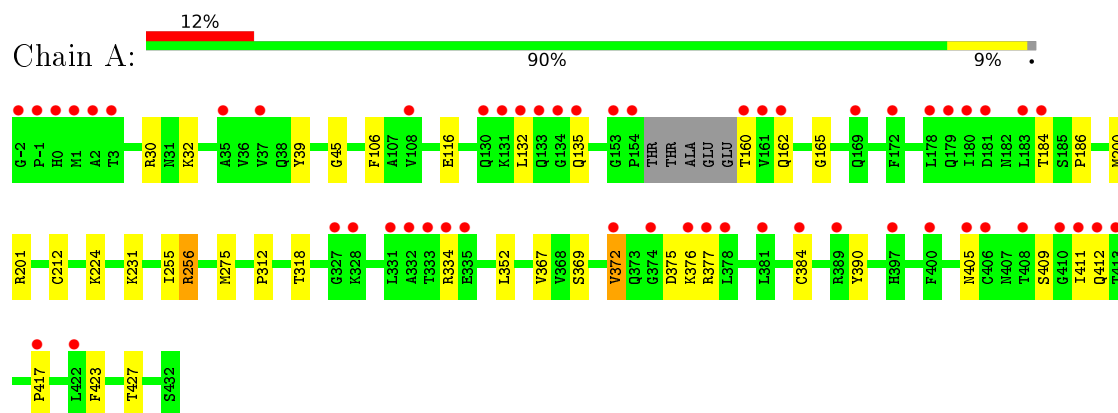 12%
Chain A:
90% 9% •
G-2 P-1 H0 M1 A2 T3 R30 N31 K32 A35 V36 V37 Q38 Y39 G45 F106 A107 V108 E116 Q130 K131 L132 Q133 G134 Q135 G153 P154 THR THR ALA GLU GLU T160 V161 Q162 G165 Q169 F172 L178 Q179 I180 D181 N182 L183 T184 S185 P186 M200
R201 C212 K224 K231 I255 R256 M275 P312 T318 G327 K328 L331 A332 T333 R334 E335 L352 V367 V368 S369 V372 Q373 G374 D375 K376 R377 L378 L381 C384 R389 Y390 H397 F400 N405 C406 N407 T408 S409 G410 I411 Q412 T413
P417 L422 F423 T427 S432